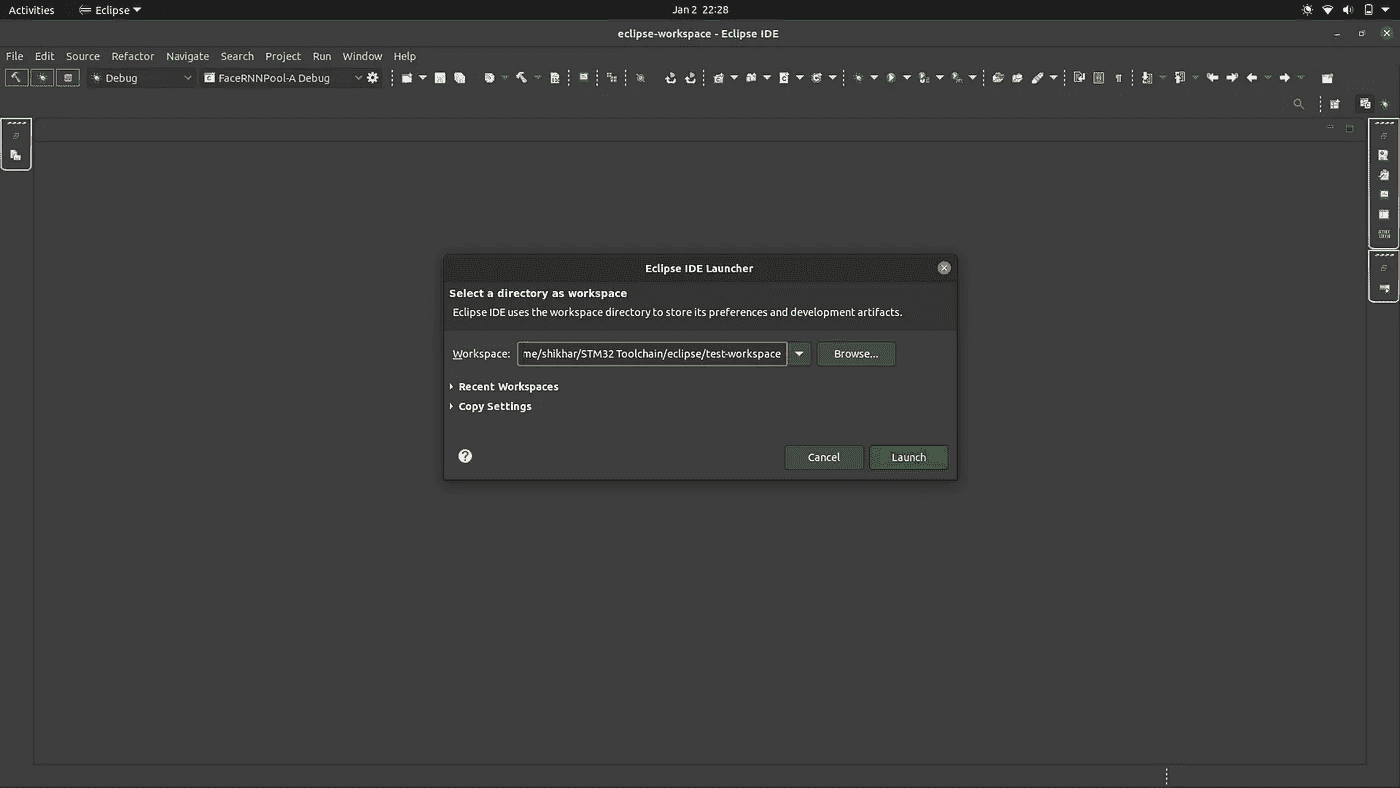 Activities Eclipse Jan 2 22:28
eclipse-workspace - Eclipse IDE
File Edit Source Refactor Navigate Search Project Run Window Help
Debug FaceRNNPool-A Debug
Eclipse IDE Launcher
Select a directory as workspace
Eclipse IDE uses the workspace directory to store its preferences and development artifacts.
Workspace: me/shikhar/STM32 Toolchain/eclipse/test-workspace Browse...
Recent Workspaces
Copy Settings
Cancel Launch